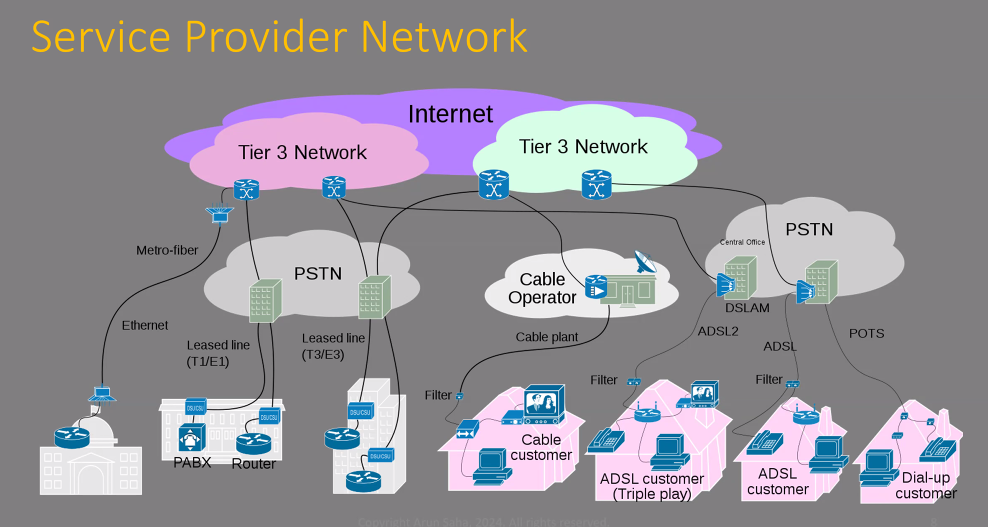 Service Provider Network
Internet
Tier 3 Network
Tier 3 Network
PSTN
Central Office
PSTN
Metro-fiber
Cable
Operator
DSLAM
Ethernet
Leased line
(T1/E1)
Leased line
(T3/E3)
Cable plant
ADSL2
ADSL
POTS
Filter
Filter
Filter
DSU/CSU
DSU/CSU
DSU/CSU
DSU/CSU
PABX
Router
Cable
customer
ADSL customer
(Triple play)
ADSL
customer
Dial-up
customer
Copyright Arun Saha, 2024. All rights reserved.